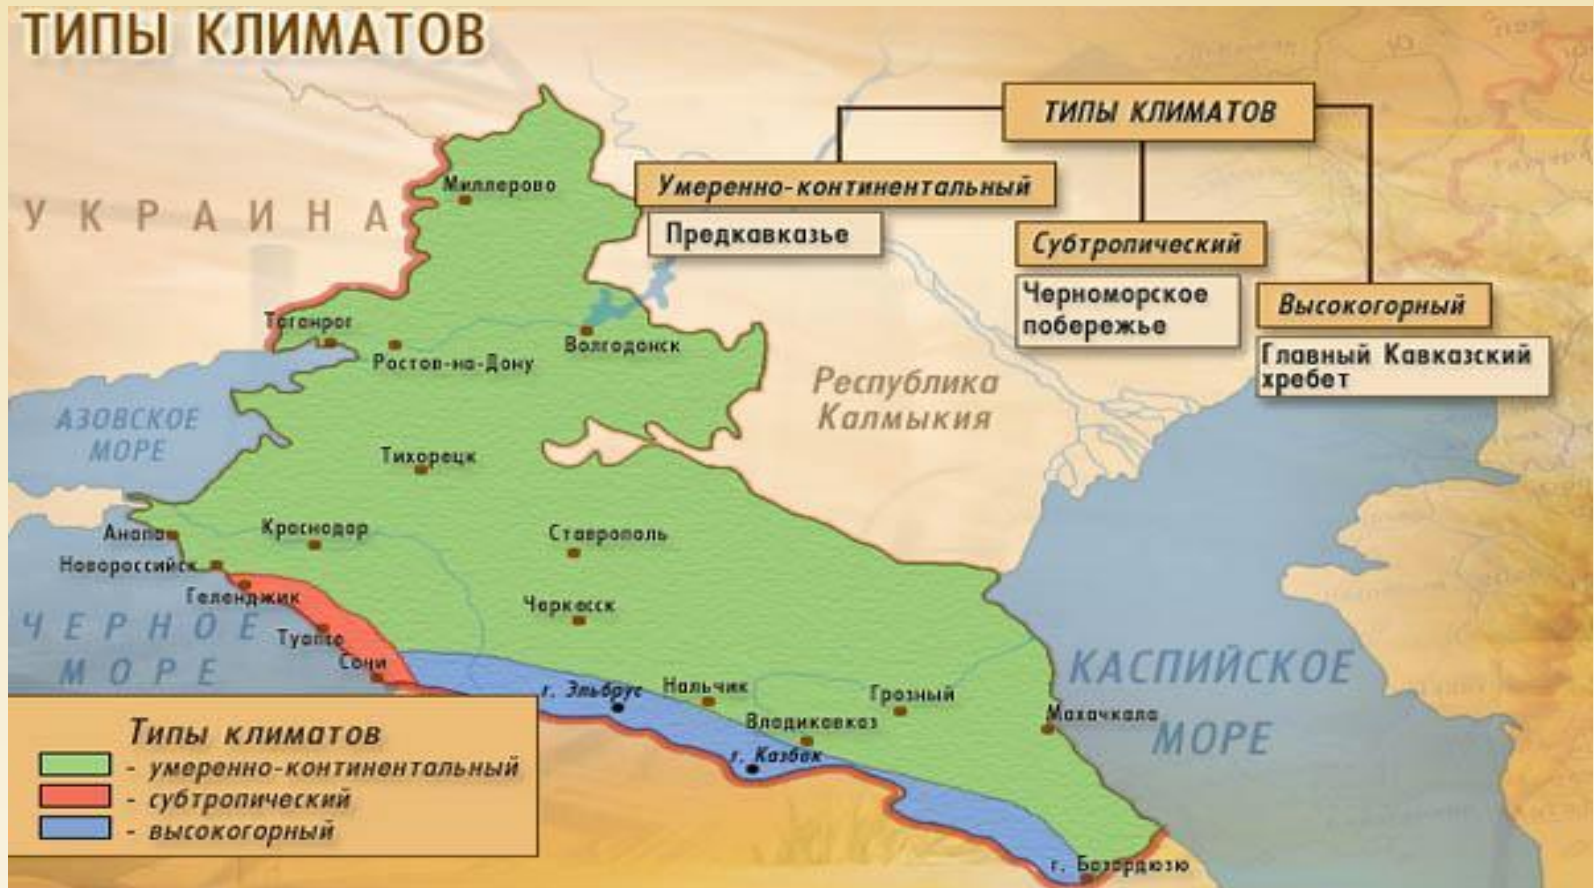 ТИПЫ КЛИМАТОВ
ТИПЫ КЛИМАТОВ
Умеренно-континентальный
Предкавказье
Субтропический
Черноморское
побережье
Высокогорный
Главный Кавказский
хребет
УКРАИНА
Миллерово
Таганрог
Ростов-на-Дону
Волгодонск
Республика
Калмыкия
АЗОВСКОЕ
МОРЕ
Тихорецк
Анапа
Краснодар
Ставрополь
Новороссийск
Геленджик
Черкесск
ЧЕРНОЕ
МОРЕ
Туапсе
Сочи
г. Эльбрус
Нальчик
Грозный
Владикавказ
г. Казбек
Махачкала
КАСПИЙСКОЕ
МОРЕ
г. Базардюзю
Типы климатов
- умеренно-континентальный
- субтропический
- высокогорный